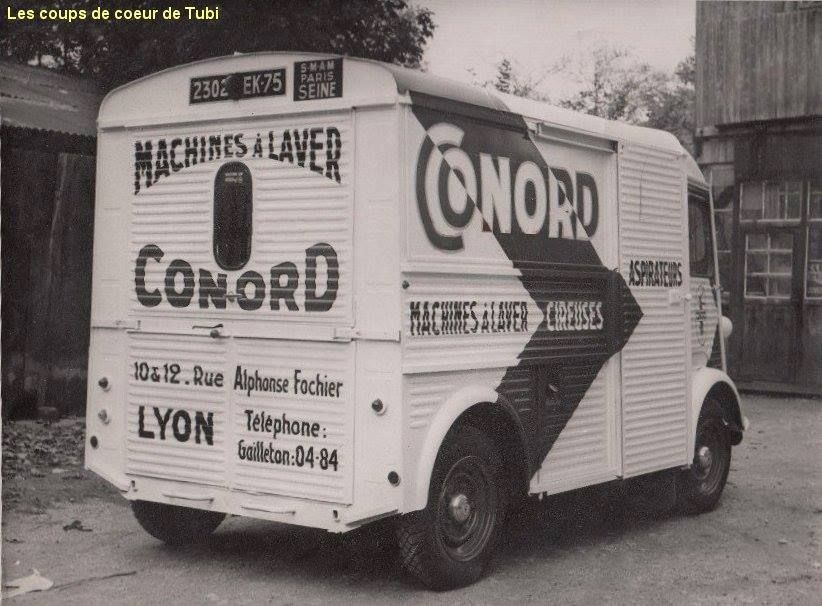 Les coups de coeur de Tubi
2302 EK-75
S-M-A-M
PARIS
SEINE
MACHINES À LAVER
CONORD
10 & 12. Rue Alphonse Fochier
LYON
Téléphone:
Gailleton: 04-84
CONORD
MACHINES À LAVER CIREUSES
ASPIRATEURS